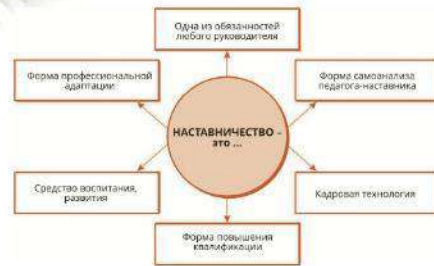 Одна из обязанностей
любого руководителя
Форма профессиональной
адаптации
Форма самоанализа
педагога-наставника
НАСТАВНИЧЕСТВО –
это ...
Средство воспитания,
развития
Кадровая технология
Форма повышения
квалификации